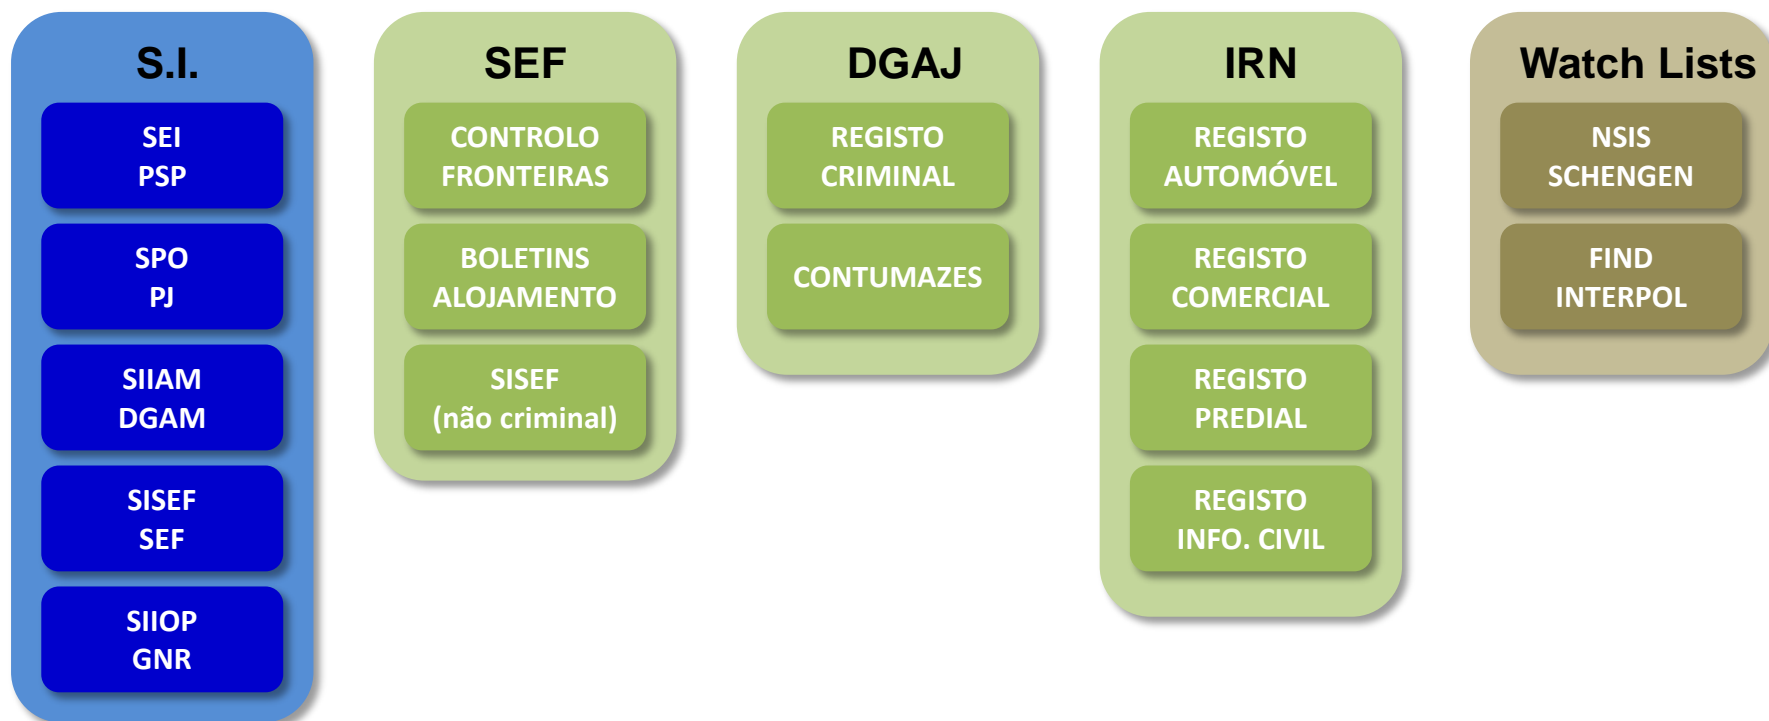 S.I.
SEI
PSP
SPO
PJ
SIIAM
DGAM
SISEF
SEF
SIIOP
GNR
SEF
CONTROLO
FRONTEIRAS
BOLETINS
ALOJAMENTO
SISEF
(não criminal)
DGAJ
REGISTO
CRIMINAL
CONTUMAZES
IRN
REGISTO
AUTOMÓVEL
REGISTO
COMERCIAL
REGISTO
PREDIAL
REGISTO
INFO. CIVIL
Watch Lists
NSIS
SCHENGEN
FIND
INTERPOL